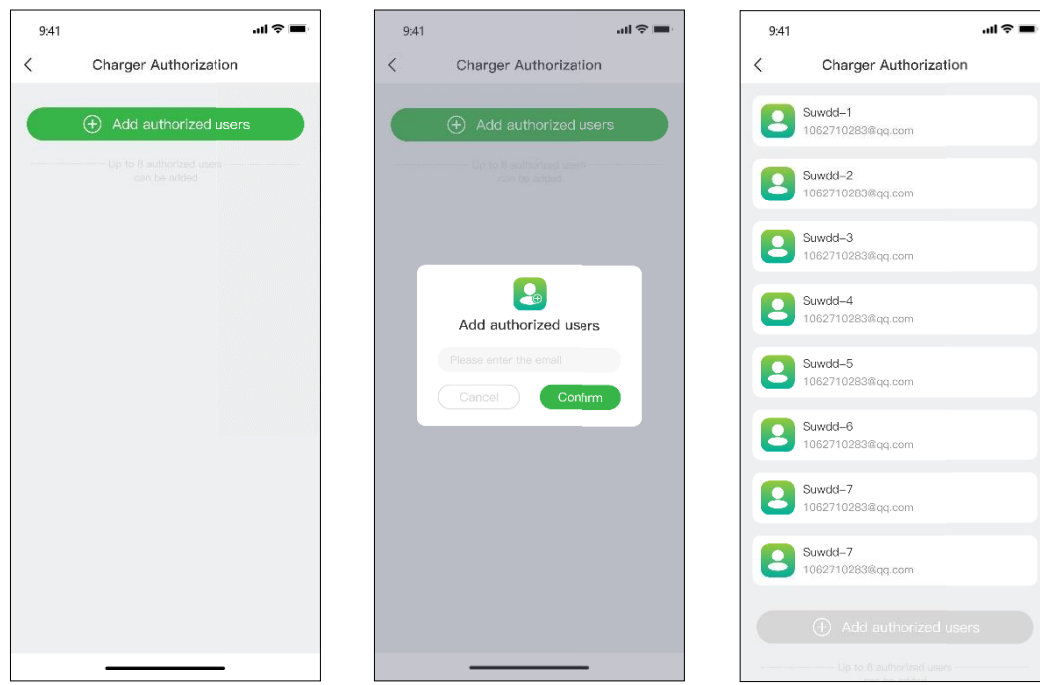 9:41
Charger Authorization
Add authorized users
Up to 8 authorized users
can be added
9:41
Charger Authorization
Add authorized users
Up to 8 authorized users
can be added
Add authorized users
Please enter the email
Cancel
Confirm
9:41
Charger Authorization
Suwdd-1
1062710283@qq.com
Suwdd-2
1062710283@qq.com
Suwdd-3
1062710283@qq.com
Suwdd-4
1062710283@qq.com
Suwdd-5
1062710283@qq.com
Suwdd-6
1062710283@qq.com
Suwdd-7
1062710283@qq.com
Suwdd-7
1062710283@qq.com
Add authorized users
Up to 8 authorized users
can be added